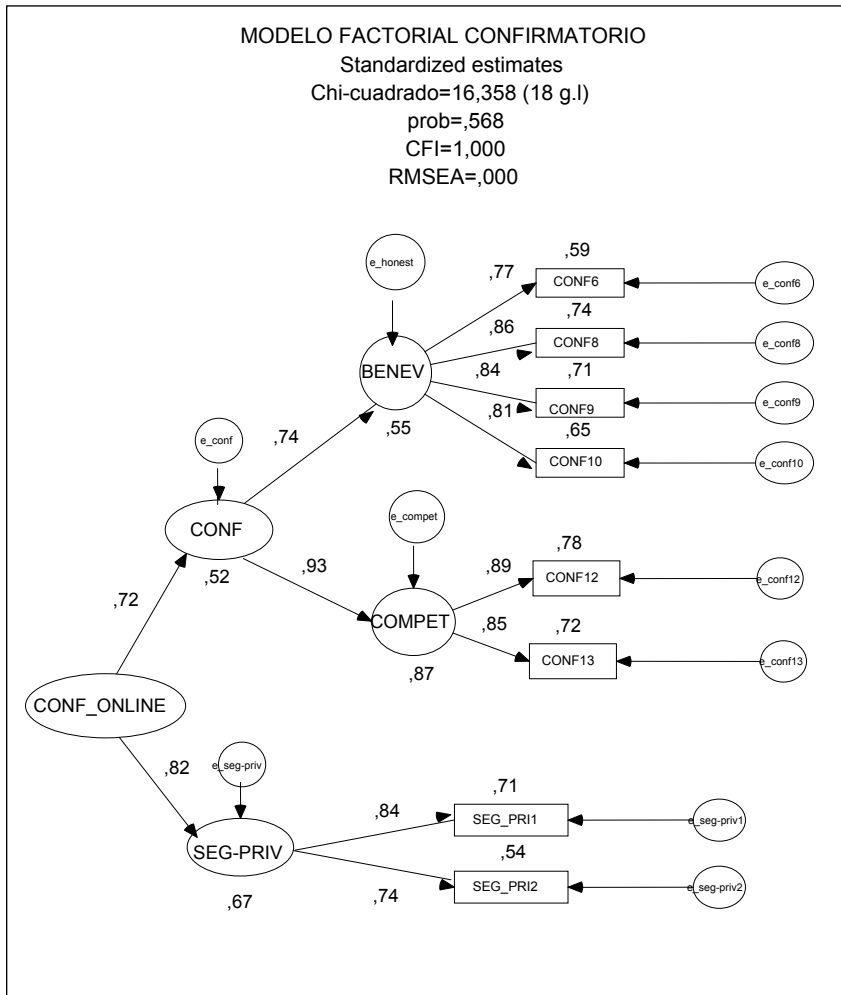 MODELO FACTORIAL CONFIRMATORIO
Standardized estimates
Chi-cuadrado=16,358 (18 g.l)
prob=,568
CFI=1,000
RMSEA=,000
e_honest
,59
,77
CONF6
e_conf6
,86
,74
CONF8
e_conf8
BENEV
,84
,71
CONF9
e_conf9
,81
,55
,65
CONF10
e_conf10
e_conf
,74
CONF
,52
e_compet
,93
,78
,89
CONF12
e_conf12
,72
COMPET
,85
,72
CONF13
e_conf13
,87
CONF_ONLINE
,82
e_seg-priv
,71
,84
SEG_PRI1
e_seg-priv1
SEG-PRIV
,54
,74
SEG_PRI2
e_seg-priv2
,67